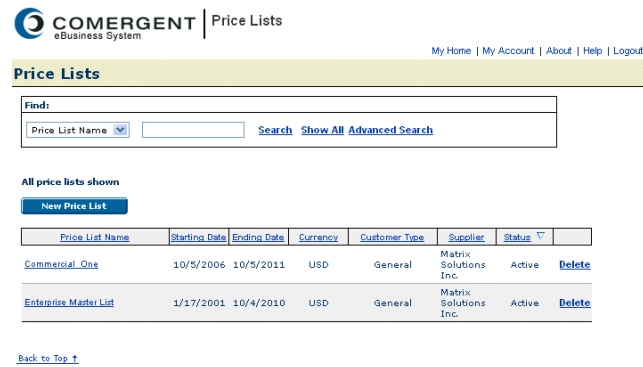 COMERGENT
eBusiness System
Price Lists
My Home | My Account | About | Help | Logout
Price Lists
Find:
Price List Name Search Show All Advanced Search
All price lists shown
New Price List
Price List Name Starting Date Ending Date Currency Customer Type Supplier Status
Commercial One 10/5/2006 10/5/2011 USD General Matrix Solutions Inc. Active Delete
Enterprise Master List 1/17/2001 10/4/2010 USD General Matrix Solutions Inc. Active Delete
Back to Top ↑